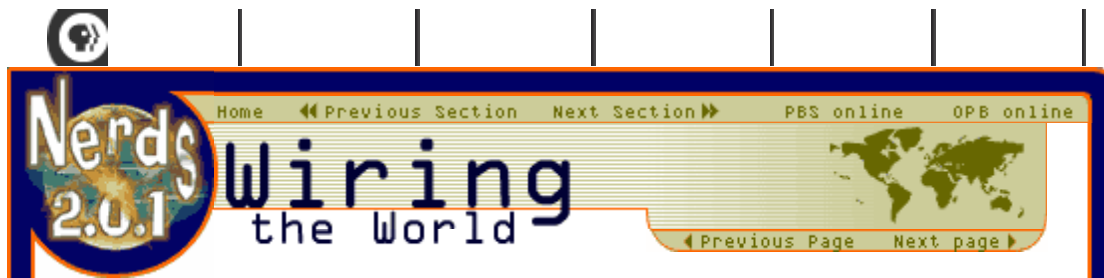 Nerds
2.0.1
Home Previous Section Next Section PBS online OPB online
Wiring
the World
Previous Page Next page